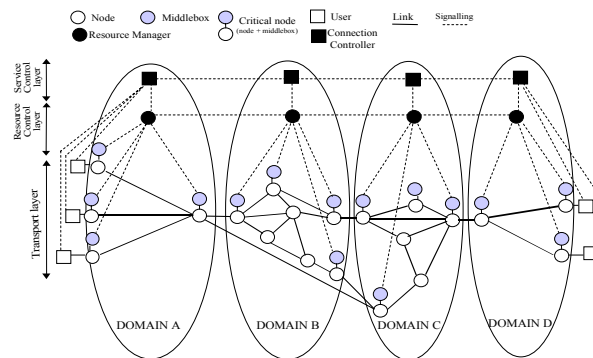 Node
Middlebox
Critical node
(node + middlebox)
User
Link
Signalling
Resource Manager
Connection
Controller
Service
Control
layer
Resource
Control
layer
Transport layer
DOMAIN A
DOMAIN B
DOMAIN C
DOMAIN D